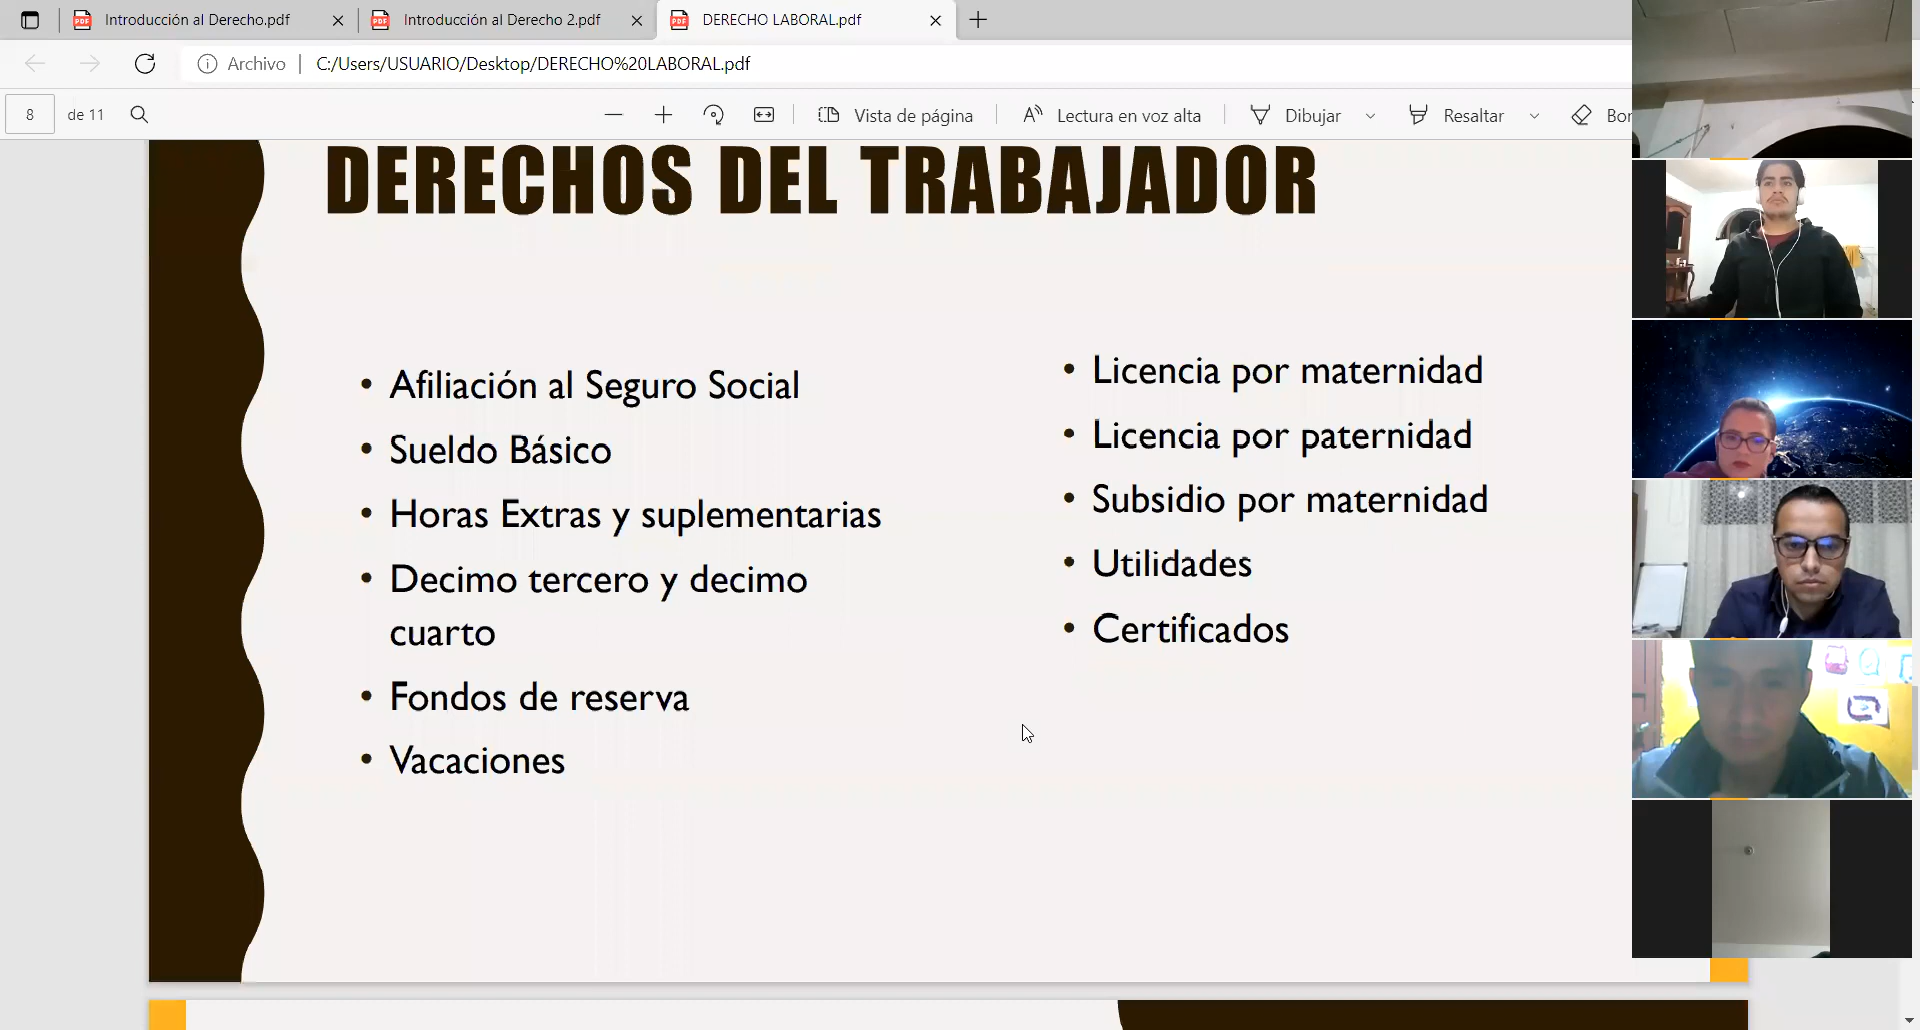 Introducción al Derecho.pdf
Introducción al Derecho 2.pdf
DERECHO LABORAL.pdf
Archivo
C:/Users/USUARIO/Desktop/DERECHO%20LABORAL.pdf
8 de 11
Vista de página
Lectura en voz alta
Dibujar
Resaltar
Bor
DERECHOS DEL TRABAJADOR
• Afiliación al Seguro Social
• Sueldo Básico
• Horas Extras y suplementarias
• Decimo tercero y decimo
cuarto
• Fondos de reserva
• Vacaciones
• Licencia por maternidad
• Licencia por paternidad
• Subsidio por maternidad
• Utilidades
• Certificados